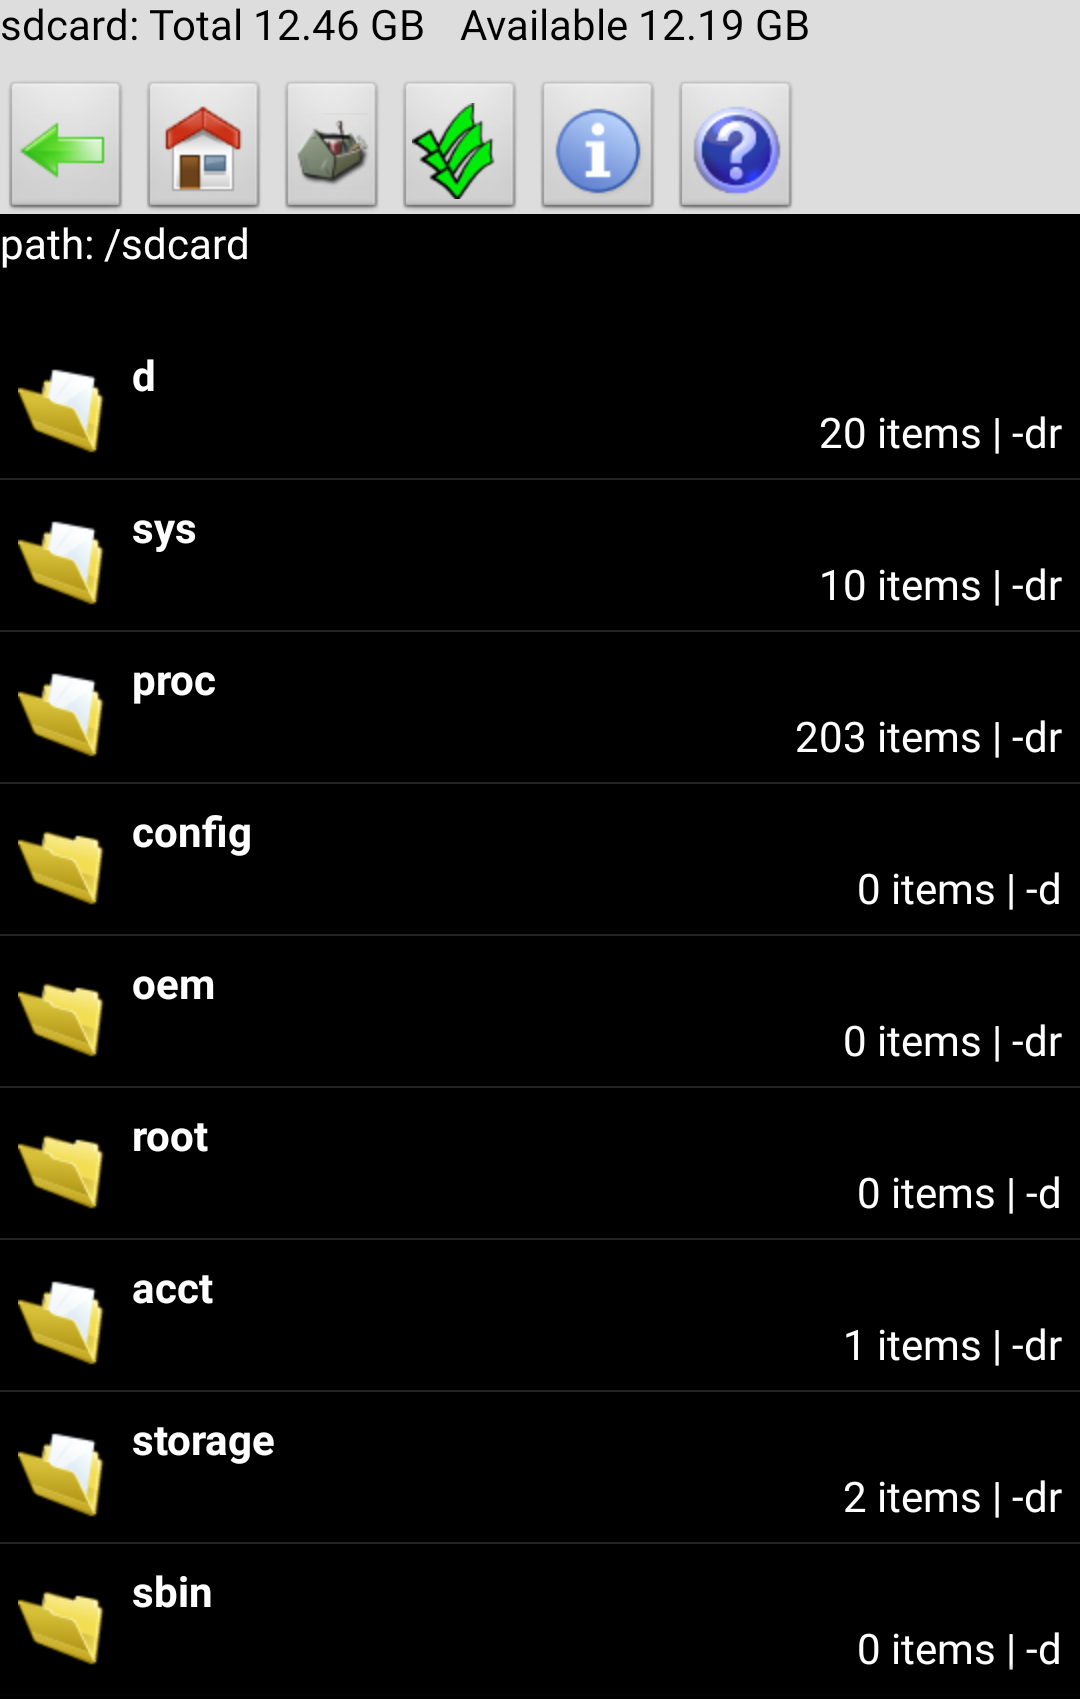 sdcard: Total 12.46 GB   Available 12.19 GB
path: /sdcard
d
20 items | -dr
sys
10 items | -dr
proc
203 items | -dr
config
0 items | -d
oem
0 items | -dr
root
0 items | -d
acct
1 items | -dr
storage
2 items | -dr
sbin
0 items | -d